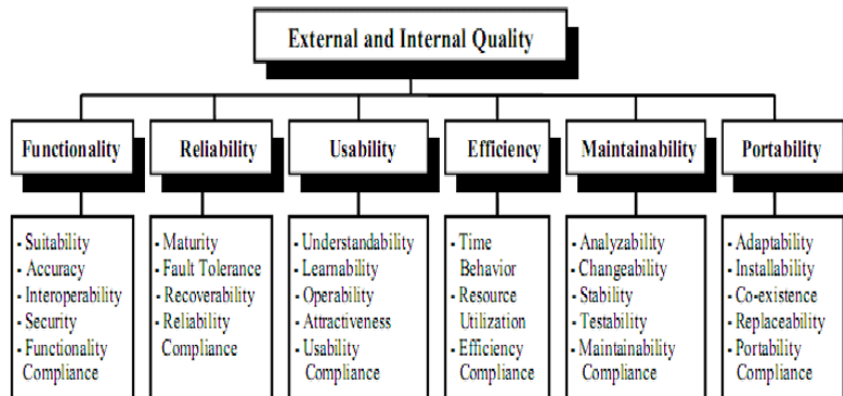 External and Internal Quality
Functionality
Reliability
Usability
Efficiency
Maintainability
Portability
- Suitability
- Accuracy
- Interoperability
- Security
- Functionality
Compliance
- Maturity
- Fault Tolerance
- Recoverability
- Reliability
Compliance
- Understandability
- Learnability
- Operability
- Attractiveness
- Usability
Compliance
- Time
Behavior
- Resource
Utilization
- Efficiency
Compliance
- Analyzability
- Changeability
- Stability
- Testability
- Maintainability
Compliance
- Adaptability
- Installability
- Co-existence
- Replaceability
- Portability
Compliance